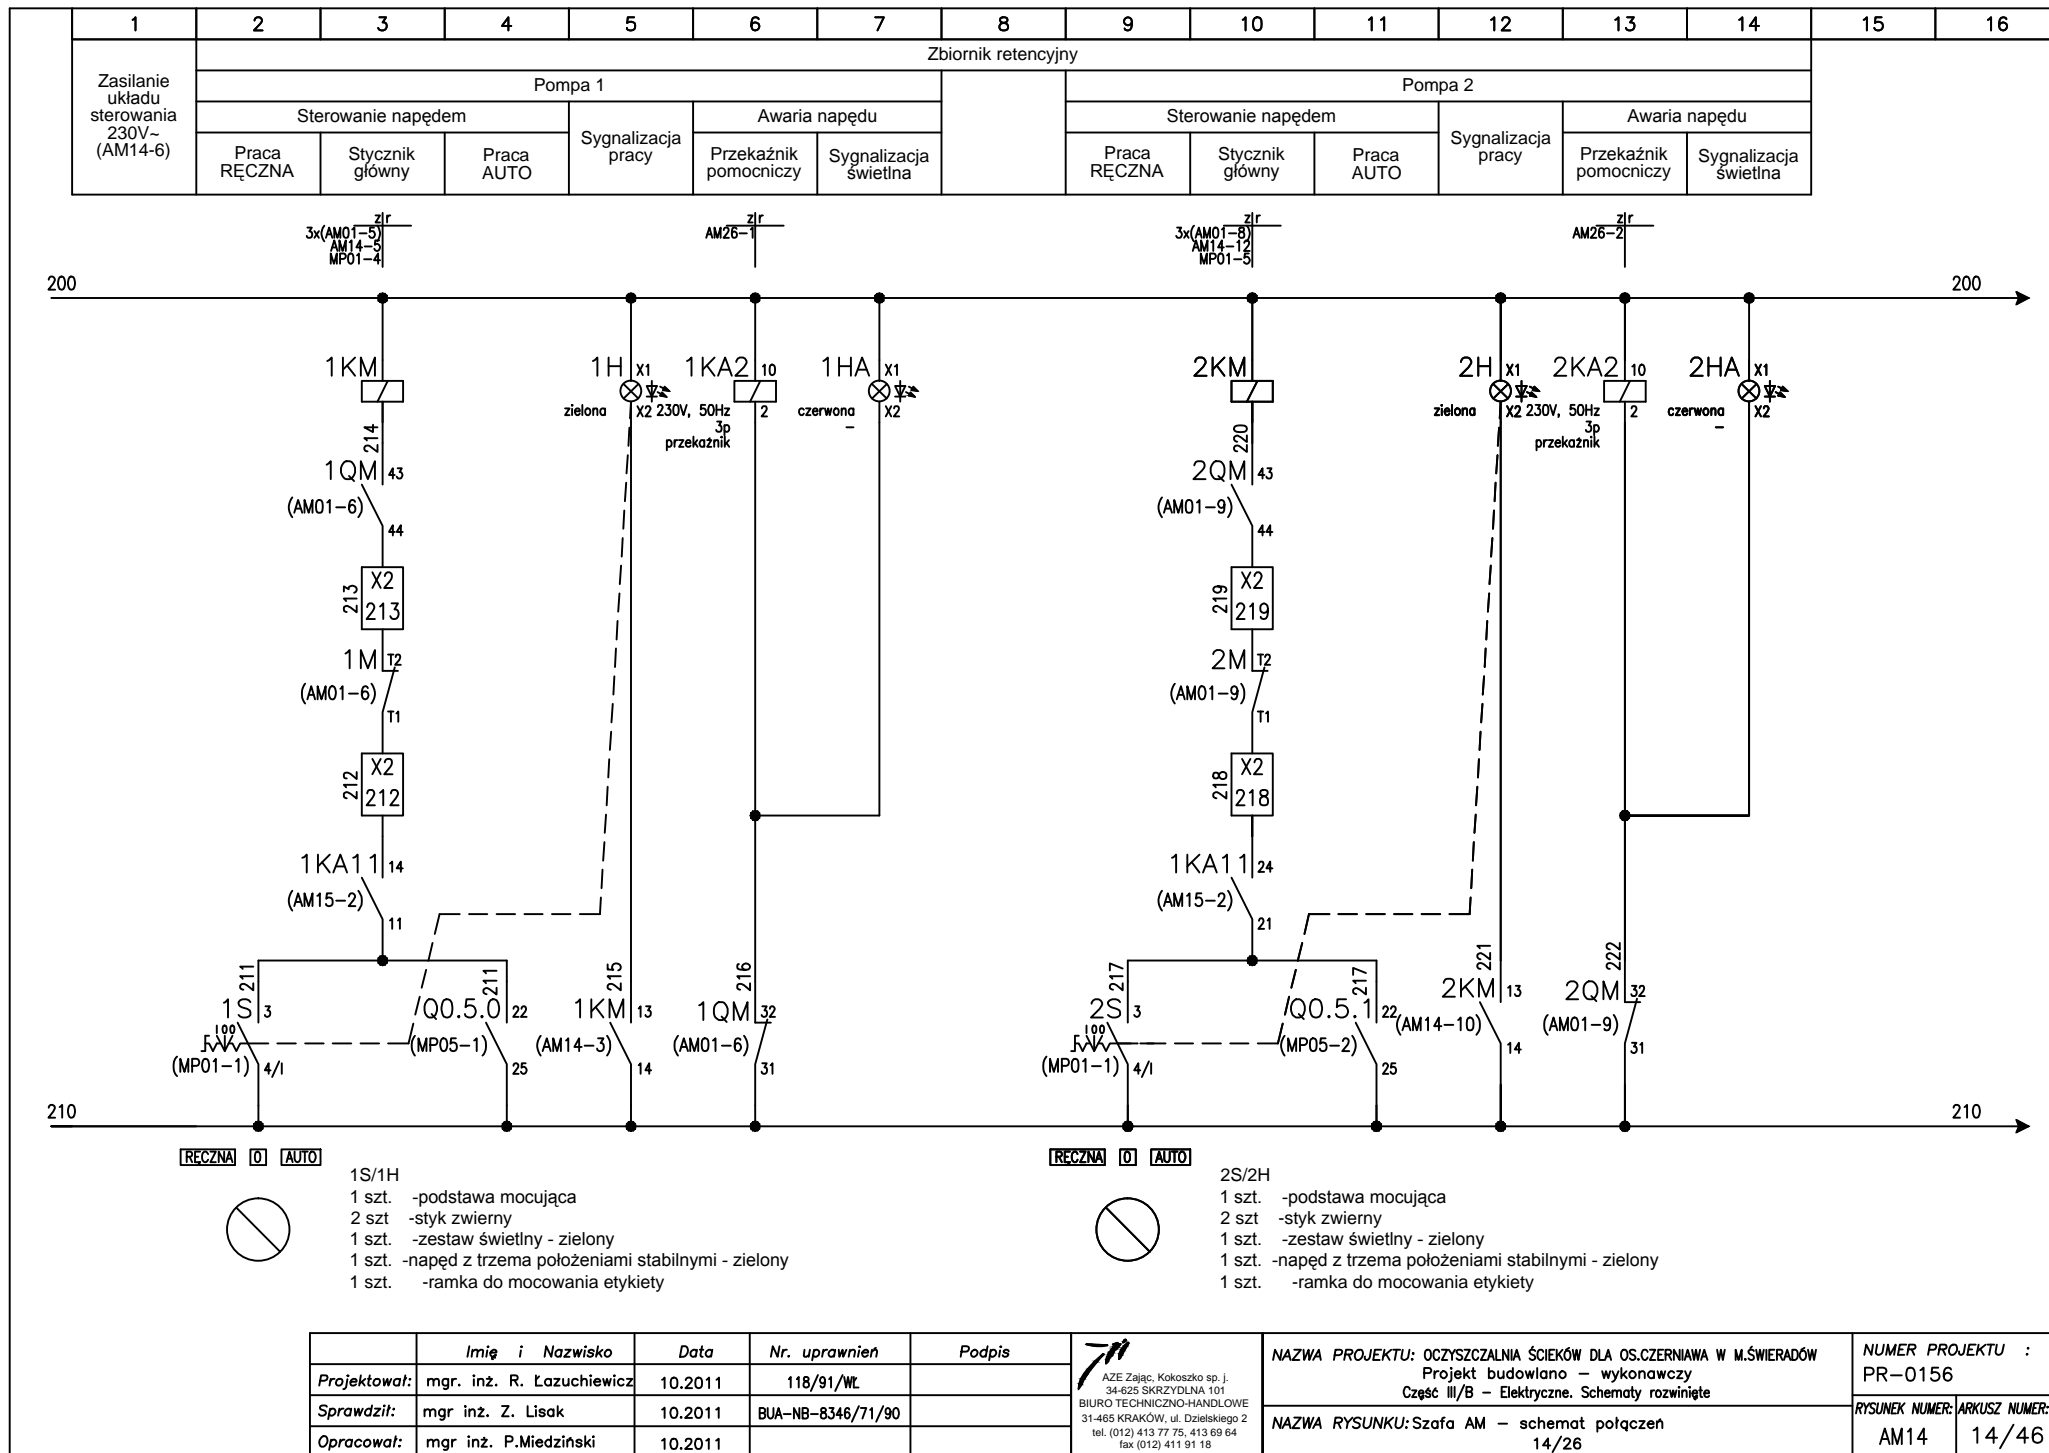 1 2 3 4 5 6 7 8 9 10 11 12 13 14 15 16
Zasilanie
układu
sterowania
230V~
(AM14-6)
Zbiornik retencyjny
Pompa 1
Pompa 2
Sterowanie napędem
Sygnalizacja
pracy
Awaria napędu
Sterowanie napędem
Sygnalizacja
pracy
Awaria napędu
Praca
RĘCZNA
Stycznik
główny
Praca
AUTO
Przekaźnik
pomocniczy
Sygnalizacja
świetlna
Praca
RĘCZNA
Stycznik
główny
Praca
AUTO
Przekaźnik
pomocniczy
Sygnalizacja
świetlna
z r
3x(AM01-5)
AM14-5
MP01-4
z r
AM26-1
z r
3x(AM01-8)
AM14-12
MP01-5
z r
AM26-2
200 200
1KM
214
1QM 43
(AM01-6)
44
X2
213
213
1M T2
(AM01-6)
T1
X2
212
212
1KA11 14
(AM15-2)
11
211
1S 3
100
(MP01-1) 4/I
211
Q0.5.0 22
(MP05-1)
25
1H X1
zielona X2
215
1KM 13
(AM14-3)
14
1KA2 10
230V, 50Hz 2
3p
przekaźnik
216
1QM 32
(AM01-6)
31
1HA X1
czerwona X2
-
2KM
220
2QM 43
(AM01-9)
44
X2
219
219
2M T2
(AM01-9)
T1
X2
218
218
1KA11 24
(AM15-2)
21
217
2S 3
100
(MP01-1) 4/I
217
Q0.5.1 22
(MP05-2)
25
2H X1
zielona X2
221
2KM 13
(AM14-10)
14
2KA2 10
230V, 50Hz 2
3p
przekaźnik
222
2QM 32
(AM01-9)
31
2HA X1
czerwona X2
-
210 210
RĘCZNA 0 AUTO
1S/1H
1 szt. -podstawa mocująca
2 szt -styk zwierny
1 szt. -zestaw świetlny - zielony
1 szt. -napęd z trzema położeniami stabilnymi - zielony
1 szt. -ramka do mocowania etykiety
RĘCZNA 0 AUTO
2S/2H
1 szt. -podstawa mocująca
2 szt -styk zwierny
1 szt. -zestaw świetlny - zielony
1 szt. -napęd z trzema położeniami stabilnymi - zielony
1 szt. -ramka do mocowania etykiety
Imię i Nazwisko Data Nr. uprawnień Podpis
Projektował: mgr. inż. R. Łazuchiewicz 10.2011 118/91/WŁ
Sprawdził: mgr inż. Z. Lisak 10.2011 BUA-NB-8346/71/90
Opracował: mgr inż. P.Miedziński 10.2011
AZE Zając, Kokoszko sp. j.
34-625 SKRZYDLNA 101
BIURO TECHNICZNO-HANDLOWE
31-465 KRAKÓW, ul. Dzielskiego 2
tel. (012) 413 77 75, 413 69 64
fax (012) 411 91 18
NAZWA PROJEKTU: OCZYSZCZALNIA ŚCIEKÓW DLA OS.CZERNIAWA W M.ŚWIERADÓW
Projekt budowlano - wykonawczy
Część III/B - Elektryczne. Schematy rozwinięte
NAZWA RYSUNKU: Szafa AM - schemat połączeń
14/26
NUMER PROJEKTU :
PR-0156
RYSUNEK NUMER: ARKUSZ NUMER:
AM14 14/46